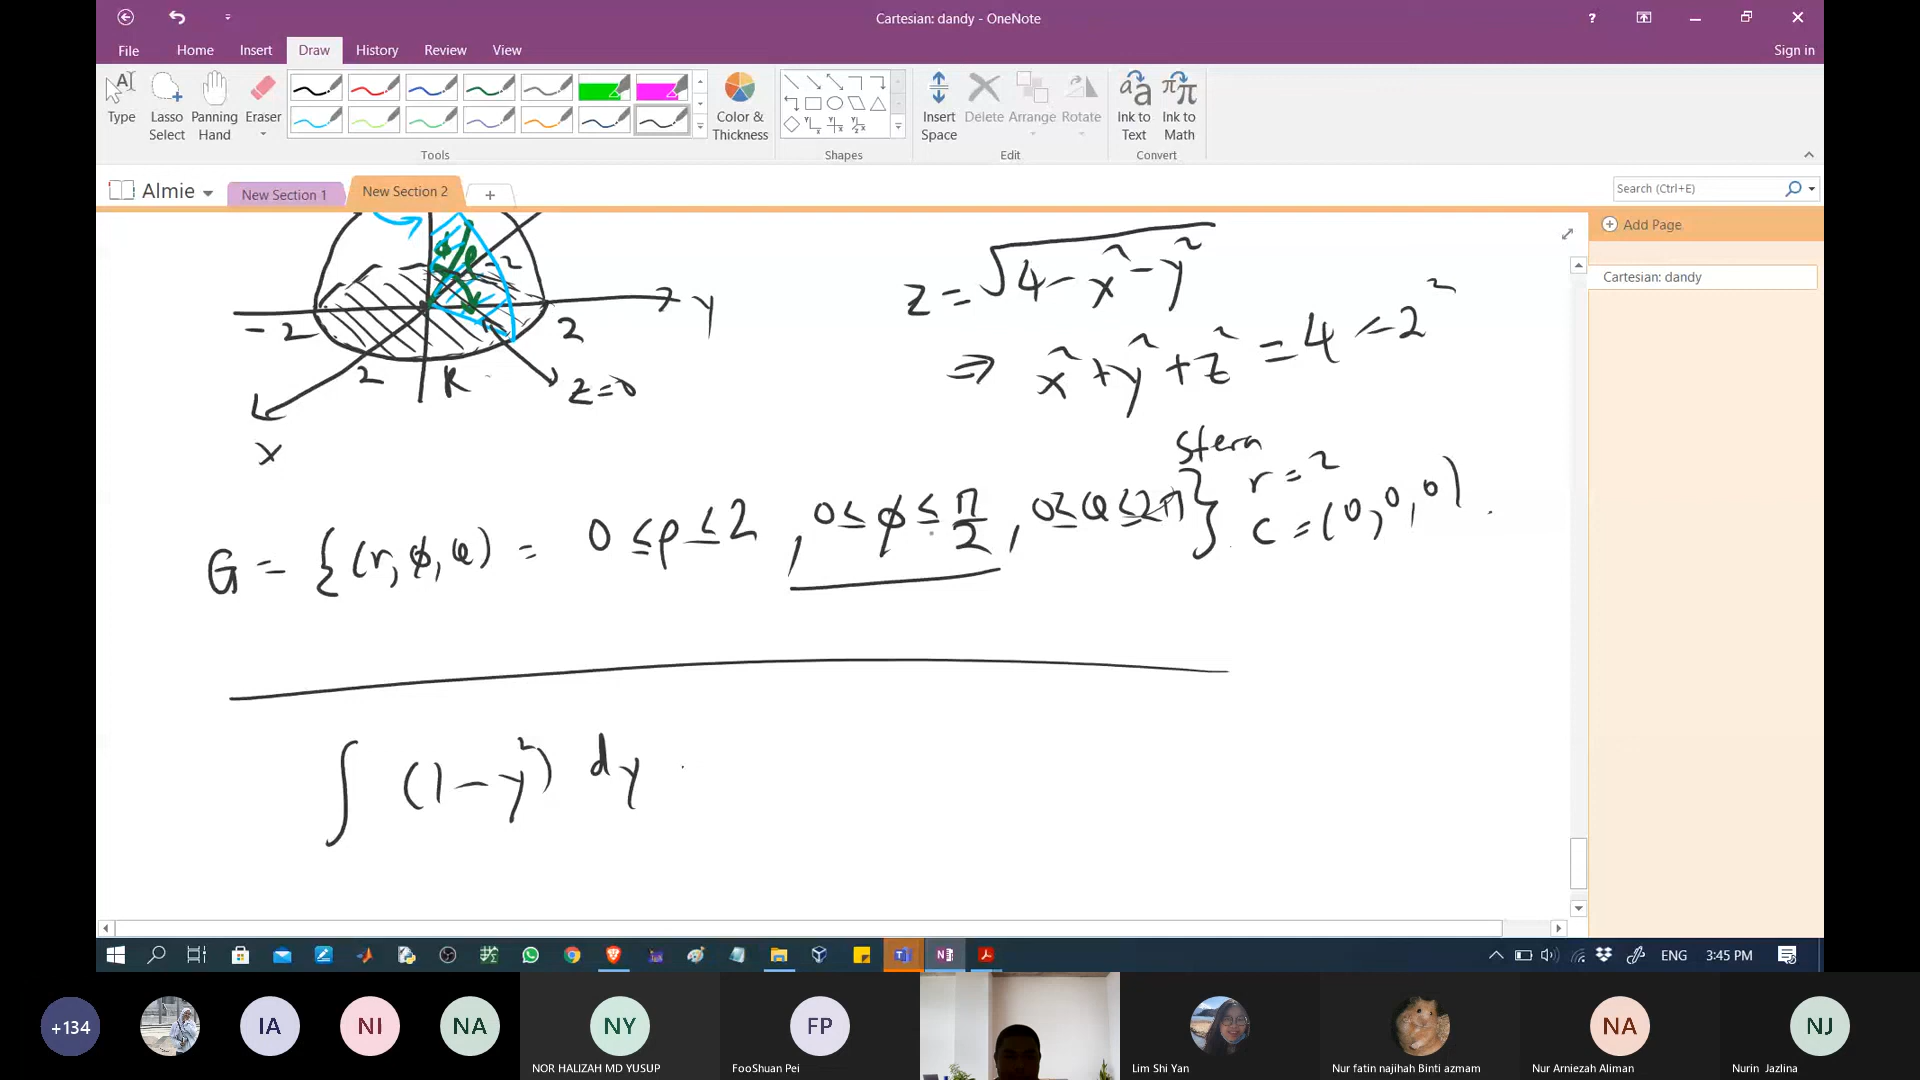 Cartesian: dandy - OneNote
?
File
Home
Insert
Draw
History
Review
View
Sign in
Type
Lasso Select
Panning Hand
Eraser
Color & Thickness
Insert Space
Delete
Arrange
Rotate
Ink to Text
Ink to Math
Tools
Shapes
Edit
Convert
Almie
New Section 1
New Section 2
+
Search (Ctrl+E)
Add Page
Cartesian: dandy
-2
y
-2
2
2
R
z=0
x
z = √4-x²-y²
⇒ x²+y²+z² = 4 ← 2²
sfera
r = 2
c = (0,0,0).
G = {(r,ϕ,θ) = 0 ≤ρ≤2, 0≤ϕ≤π/2, 0≤θ≤2π}
∫ (1-y²) dy
ENG
3:45 PM
+134
IA
NI
NA
NY
NOR HALIZAH MD YUSUP
FP
FooShuan Pei
Lim Shi Yan
Nur fatin najihah Binti azmam
NA
Nur Arniezah Aliman
NJ
Nurin Jazlina